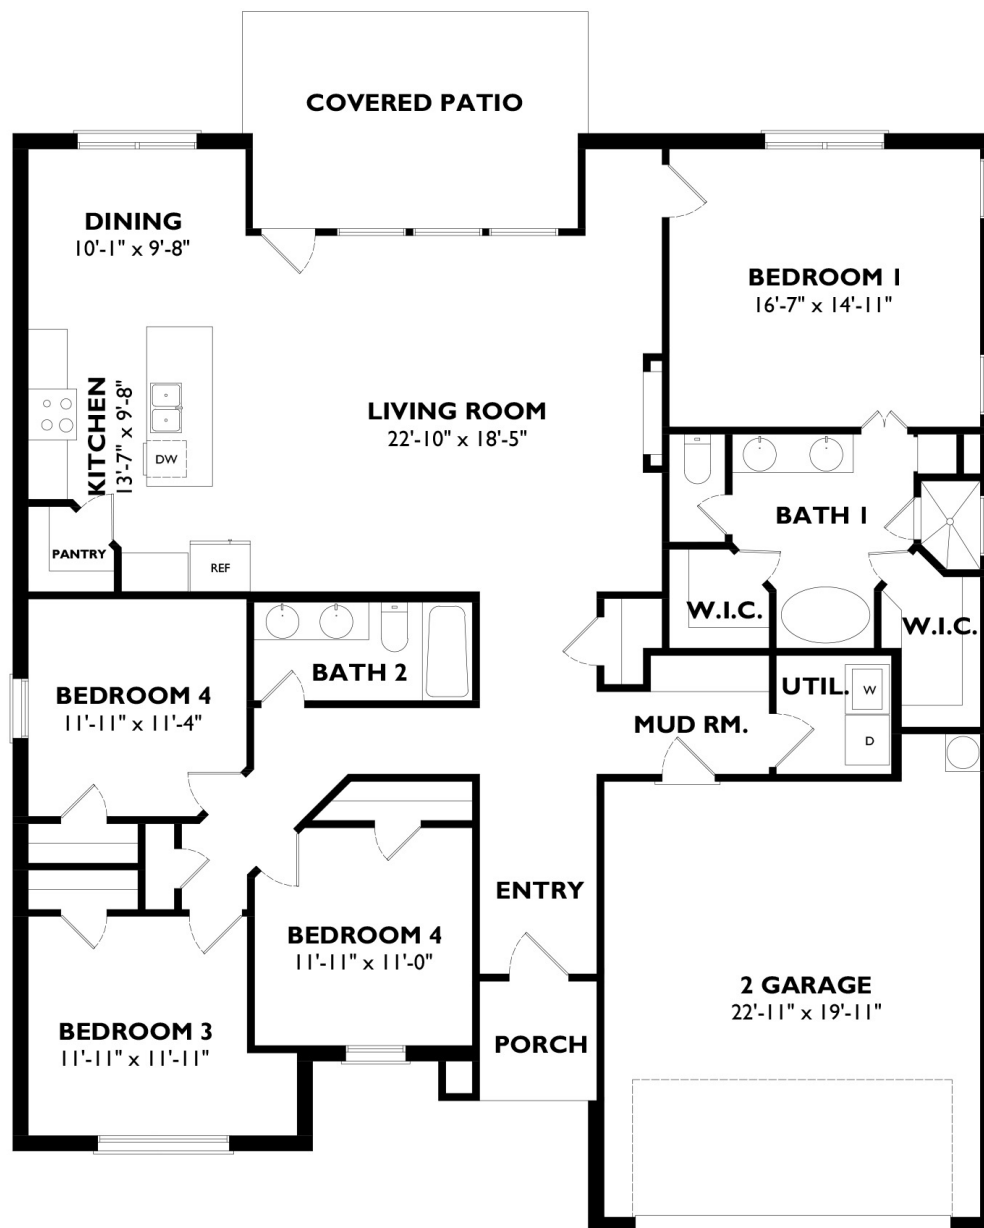 COVERED PATIO
DINING
10'-1" x 9'-8"
BEDROOM 1
16'-7" x 14'-11"
KITCHEN
13'-7" x 9'-8"
LIVING ROOM
22'-10" x 18'-5"
DW
BATH 1
PANTRY
REF
W.I.C.
W.I.C.
BATH 2
BEDROOM 4
11'-11" x 11'-4"
UTIL.
W
MUD RM.
D
ENTRY
BEDROOM 4
11'-11" x 11'-0"
2 GARAGE
22'-11" x 19'-11"
BEDROOM 3
11'-11" x 11'-11"
PORCH